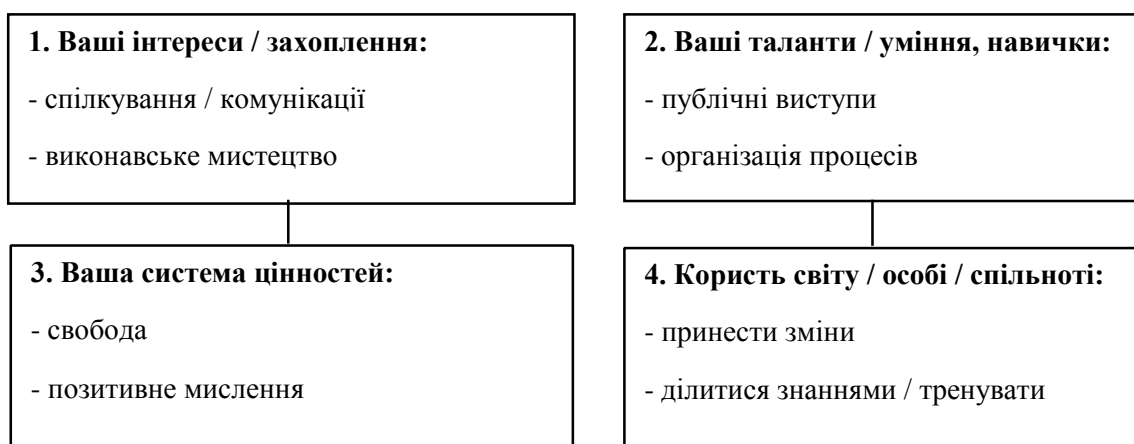 1. Ваші інтереси / захоплення:
- спілкування / комунікації
- виконавське мистецтво
2. Ваші таланти / уміння, навички:
- публічні виступи
- організація процесів
3. Ваша система цінностей:
- свобода
- позитивне мислення
4. Користь світу / особі / спільноті:
- принести зміни
- ділитися знаннями / тренувати